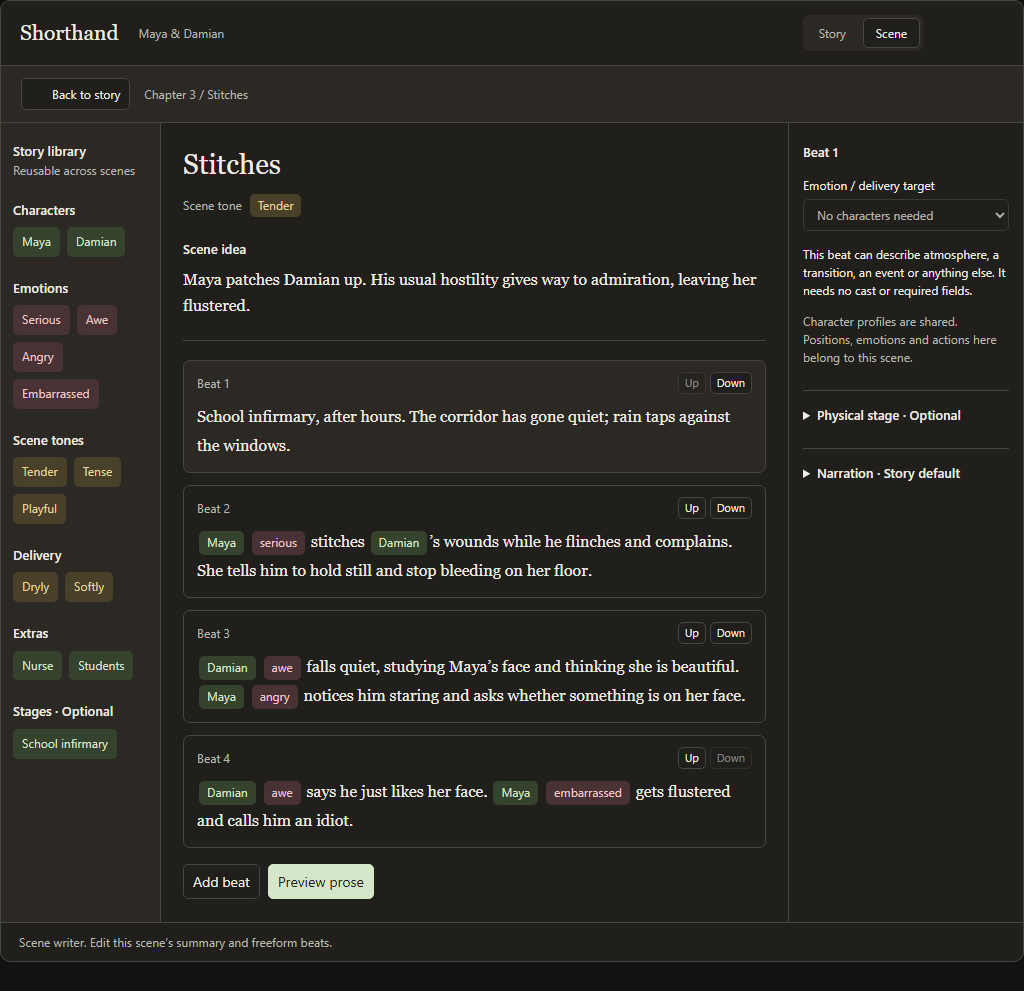 Shorthand
Maya & Damian
Story
Scene
Back to story
Chapter 3 / Stitches
Story library
Reusable across scenes
Characters
Maya Damian
Emotions
Serious Awe
Angry
Embarrassed
Scene tones
Tender Tense
Playful
Delivery
Dryly Softly
Extras
Nurse Students
Stages · Optional
School infirmary
Stitches
Scene tone Tender
Scene idea
Maya patches Damian up. His usual hostility gives way to admiration, leaving her
flustered.
Beat 1 Up Down
School infirmary, after hours. The corridor has gone quiet; rain taps against
the windows.
Beat 2 Up Down
Maya serious stitches Damian ’s wounds while he flinches and complains.
She tells him to hold still and stop bleeding on her floor.
Beat 3 Up Down
Damian awe falls quiet, studying Maya’s face and thinking she is beautiful.
Maya angry notices him staring and asks whether something is on her face.
Beat 4 Up Down
Damian awe says he just likes her face. Maya embarrassed gets flustered
and calls him an idiot.
Add beat Preview prose
Beat 1
Emotion / delivery target
No characters needed
This beat can describe atmosphere, a
transition, an event or anything else. It
needs no cast or required fields.
Character profiles are shared.
Positions, emotions and actions here
belong to this scene.
Physical stage · Optional
Narration · Story default
Scene writer. Edit this scene’s summary and freeform beats.